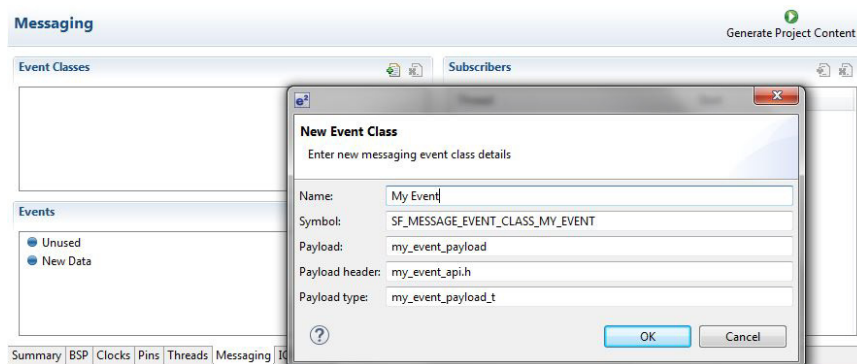 Messaging
Generate Project Content
Event Classes
Subscribers
e²
New Event Class
Enter new messaging event class details
Name: My Event
Symbol: SF_MESSAGE_EVENT_CLASS_MY_EVENT
Payload: my_event_payload
Payload header: my_event_api.h
Payload type: my_event_payload_t
Events
Unused
New Data
OK Cancel
Summary BSP Clocks Pins Threads Messaging